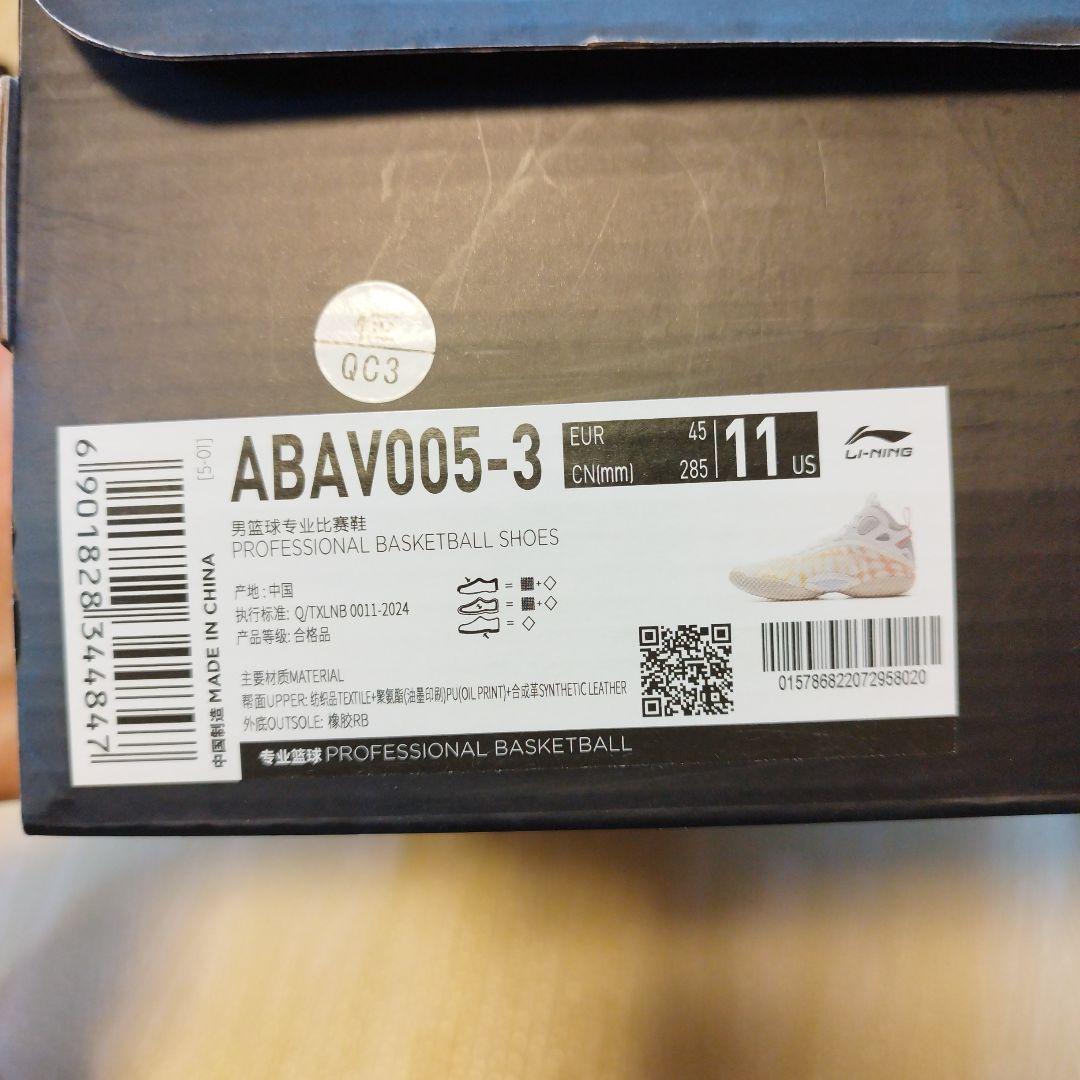 QC3
6901828344847
[5-01]
中国制造 MADE IN CHINA
ABAV005-3
EUR 45
CN(mm) 285
11 US
LI-NING
男篮球专业比赛鞋
PROFESSIONAL BASKETBALL SHOES
产地: 中国
执行标准: Q/TXLNB 0011-2024
产品等级: 合格品
= + ◇
= + ◇
= ◇
主要材质MATERIAL
帮面UPPER: 纺织品TEXTILE+聚氨酯(油墨印刷)PU(OIL PRINT)+合成革SYNTHETIC LEATHER
外底OUTSOLE: 橡胶RB
015786822072958020
专业篮球 PROFESSIONAL BASKETBALL